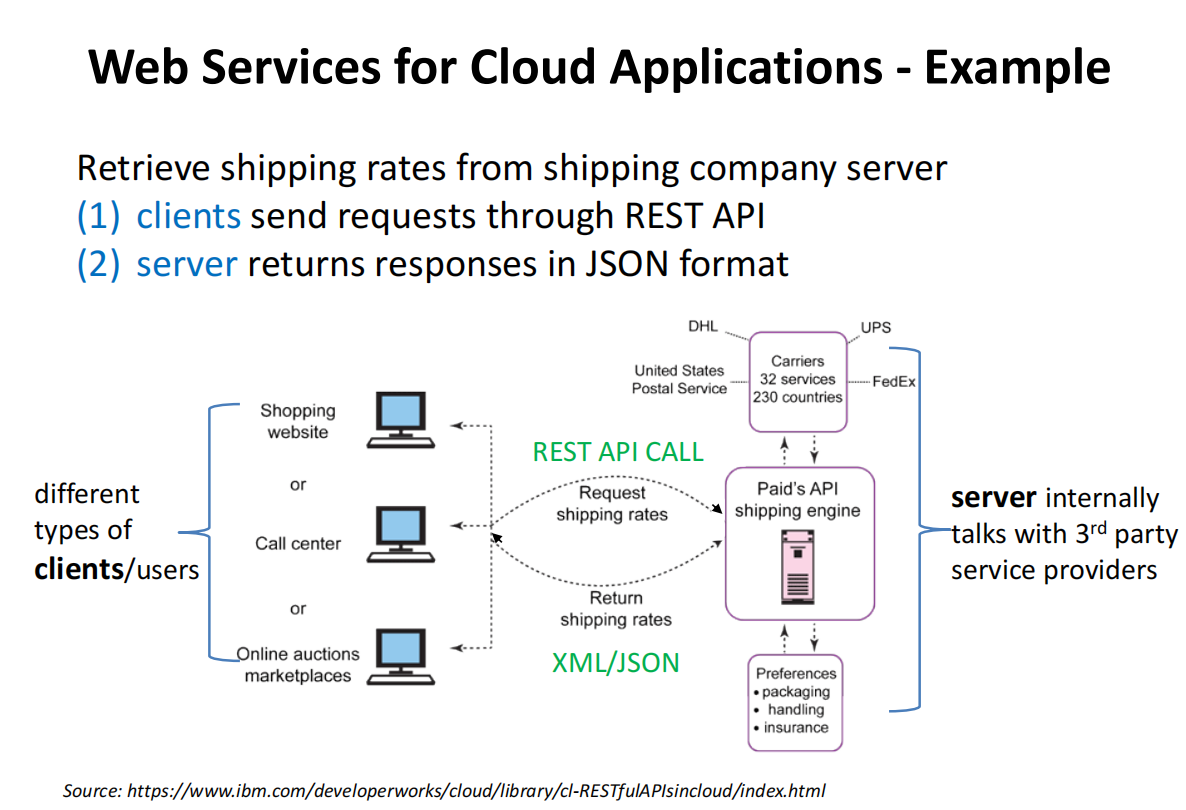 Web Services for Cloud Applications - Example
Retrieve shipping rates from shipping company server
(1) clients send requests through REST API
(2) server returns responses in JSON format
different
types of
clients/users
Shopping
website
or
Call center
or
Online auctions
marketplaces
REST API CALL
Request
shipping rates
Return
shipping rates
XML/JSON
DHL
UPS
United States
Postal Service
FedEx
Carriers
32 services
230 countries
Paid's API
shipping engine
Preferences
• packaging
• handling
• insurance
server internally
talks with 3rd party
service providers
Source: https://www.ibm.com/developerworks/cloud/library/cl-RESTfulAPIsincloud/index.html